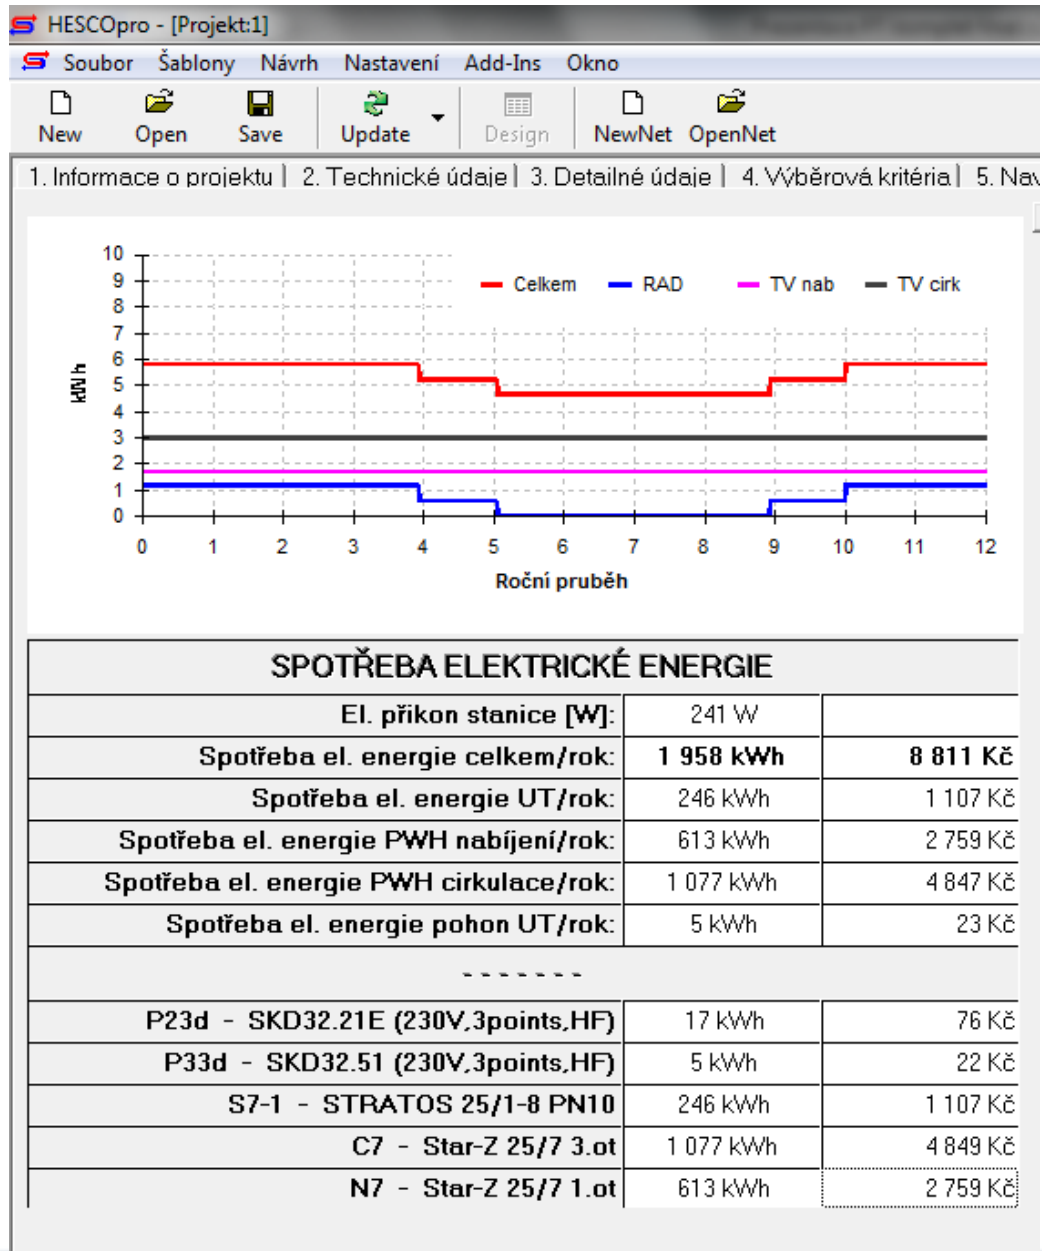 HESCOpro - [Projekt:1]
Soubor Šablony Návrh Nastavení Add-Ins Okno
New Open Save Update Design NewNet OpenNet
1. Informace o projektu 2. Technické údaje 3. Detailné údaje 4. Výběrová kritéria 5. Nav
10
9
8
7
6
5
4
3
2
1
0
kWh
Celkem RAD TV nab TV cirk
0 1 2 3 4 5 6 7 8 9 10 11 12
Roční pruběh
SPOTŘEBA ELEKTRICKÉ ENERGIE
El. přikon stanice [W]: 241 W
Spotřeba el. energie celkem/rok: 1 958 kWh 8 811 Kč
Spotřeba el. energie UT/rok: 246 kWh 1 107 Kč
Spotřeba el. energie PWH nabíjení/rok: 613 kWh 2 759 Kč
Spotřeba el. energie PWH cirkulace/rok: 1 077 kWh 4 847 Kč
Spotřeba el. energie pohon UT/rok: 5 kWh 23 Kč
- - - - - - -
P23d - SKD32.21E (230V,3points,HF) 17 kWh 76 Kč
P33d - SKD32.51 (230V,3points,HF) 5 kWh 22 Kč
S7-1 - STRATOS 25/1-8 PN10 246 kWh 1 107 Kč
C7 - Star-Z 25/7 3.ot 1 077 kWh 4 849 Kč
N7 - Star-Z 25/7 1.ot 613 kWh 2 759 Kč